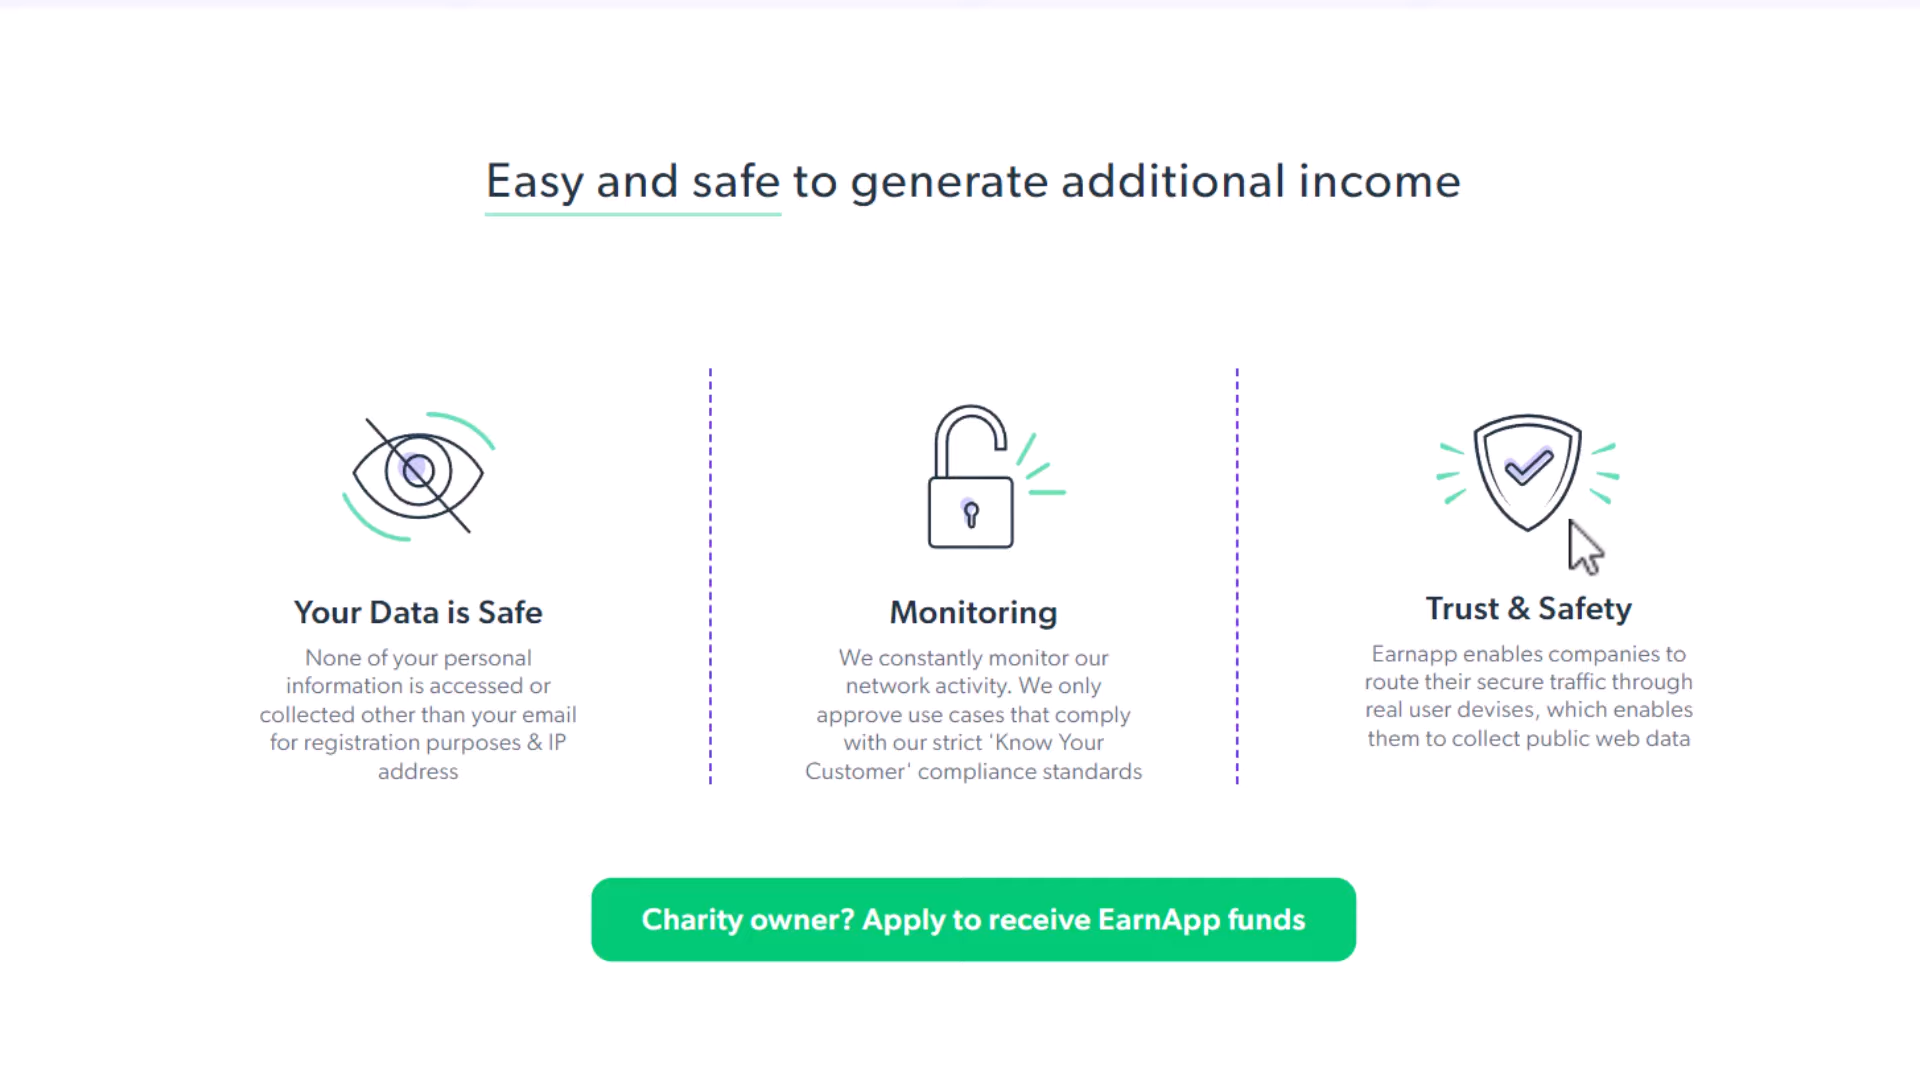 Easy and safe to generate additional income
Your Data is Safe
None of your personal
information is accessed or
collected other than your email
for registration purposes & IP
address
Monitoring
We constantly monitor our
network activity. We only
approve use cases that comply
with our strict 'Know Your
Customer' compliance standards
Trust & Safety
Earnapp enables companies to
route their secure traffic through
real user devises, which enables
them to collect public web data
Charity owner? Apply to receive EarnApp funds